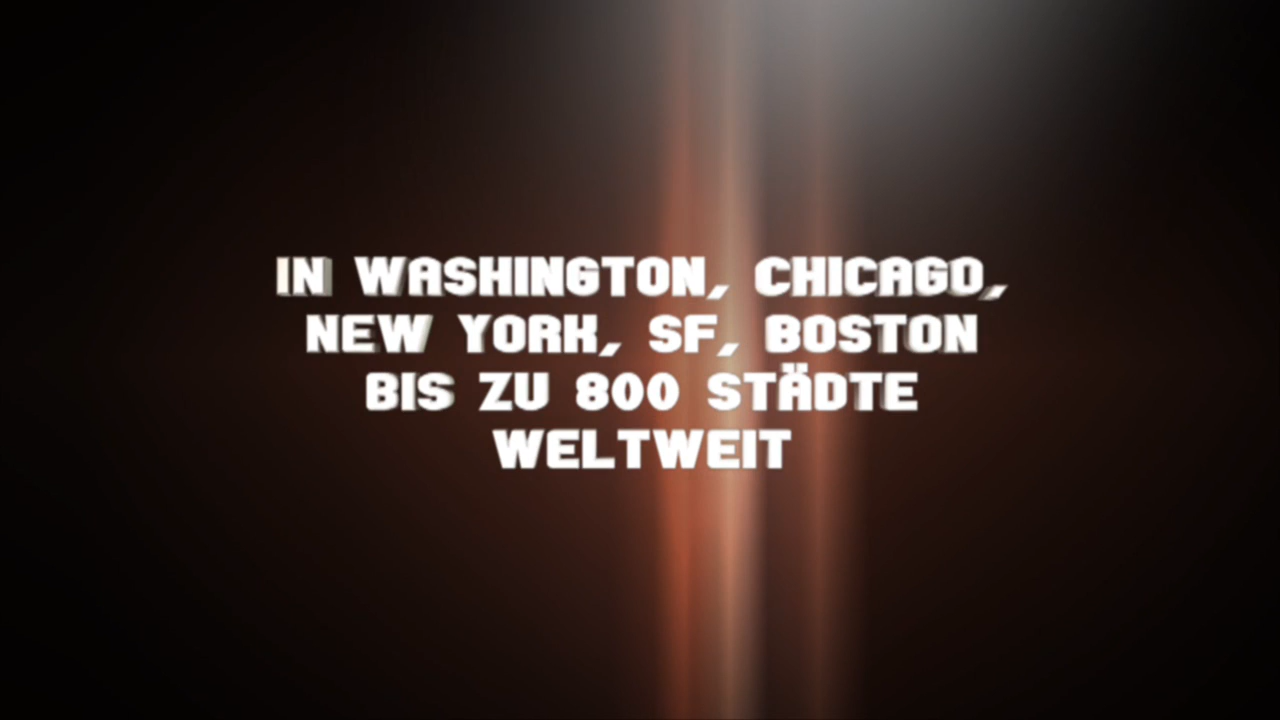 IN WASHINGTON, CHICAGO,
NEW YORK, SF, BOSTON
BIS ZU 800 STÄDTE
WELTWEIT